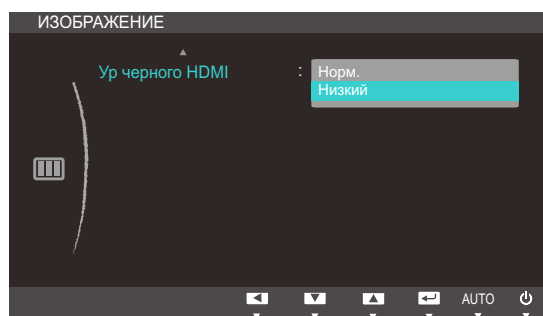 ИЗОБРАЖЕНИЕ
Ур черного HDMI : Норм.
Низкий
AUTO